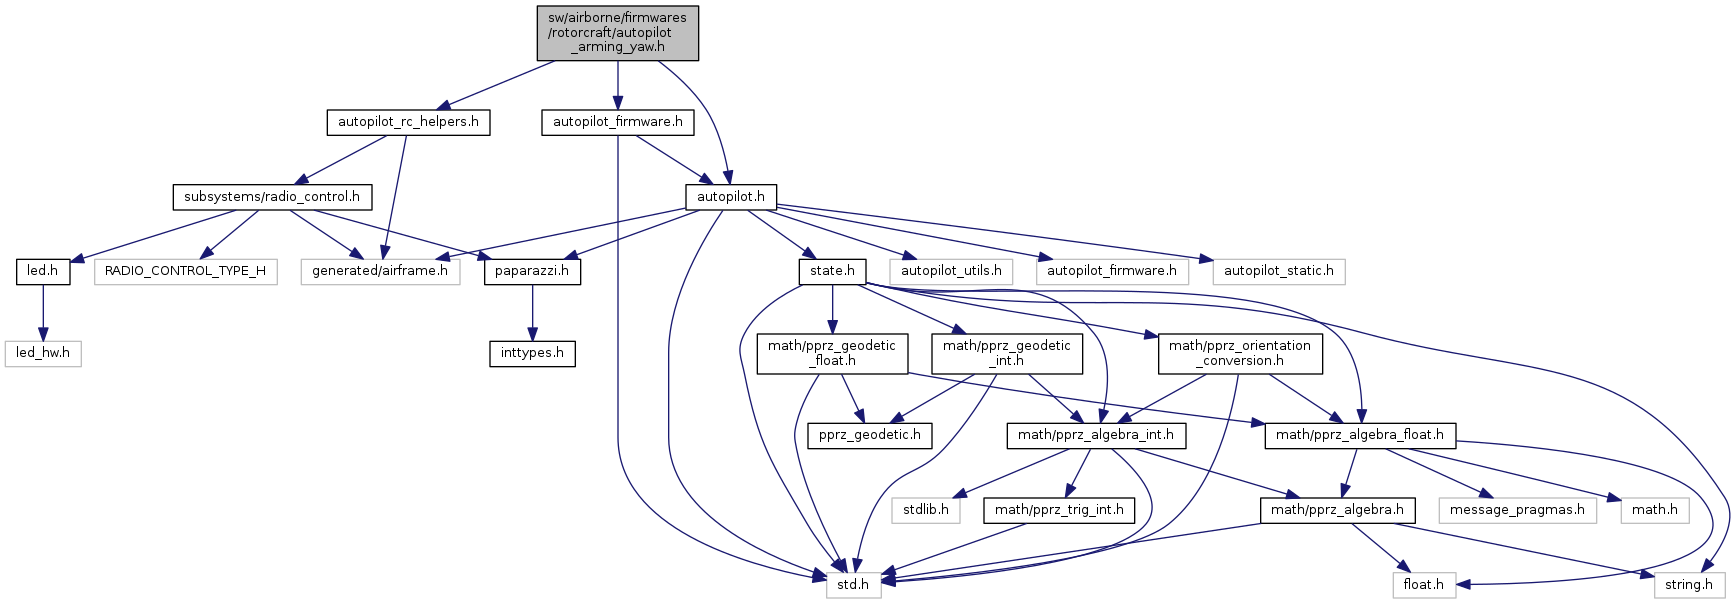 sw/airborne/firmwares
/rotorcraft/autopilot
_arming_yaw.h
autopilot_rc_helpers.h
autopilot_firmware.h
subsystems/radio_control.h
autopilot.h
led.h
RADIO_CONTROL_TYPE_H
generated/airframe.h
paparazzi.h
state.h
autopilot_utils.h
autopilot_firmware.h
autopilot_static.h
led_hw.h
inttypes.h
math/pprz_geodetic
_float.h
math/pprz_geodetic
_int.h
math/pprz_orientation
_conversion.h
pprz_geodetic.h
math/pprz_algebra_int.h
math/pprz_algebra_float.h
stdlib.h
math/pprz_trig_int.h
math/pprz_algebra.h
message_pragmas.h
math.h
std.h
float.h
string.h